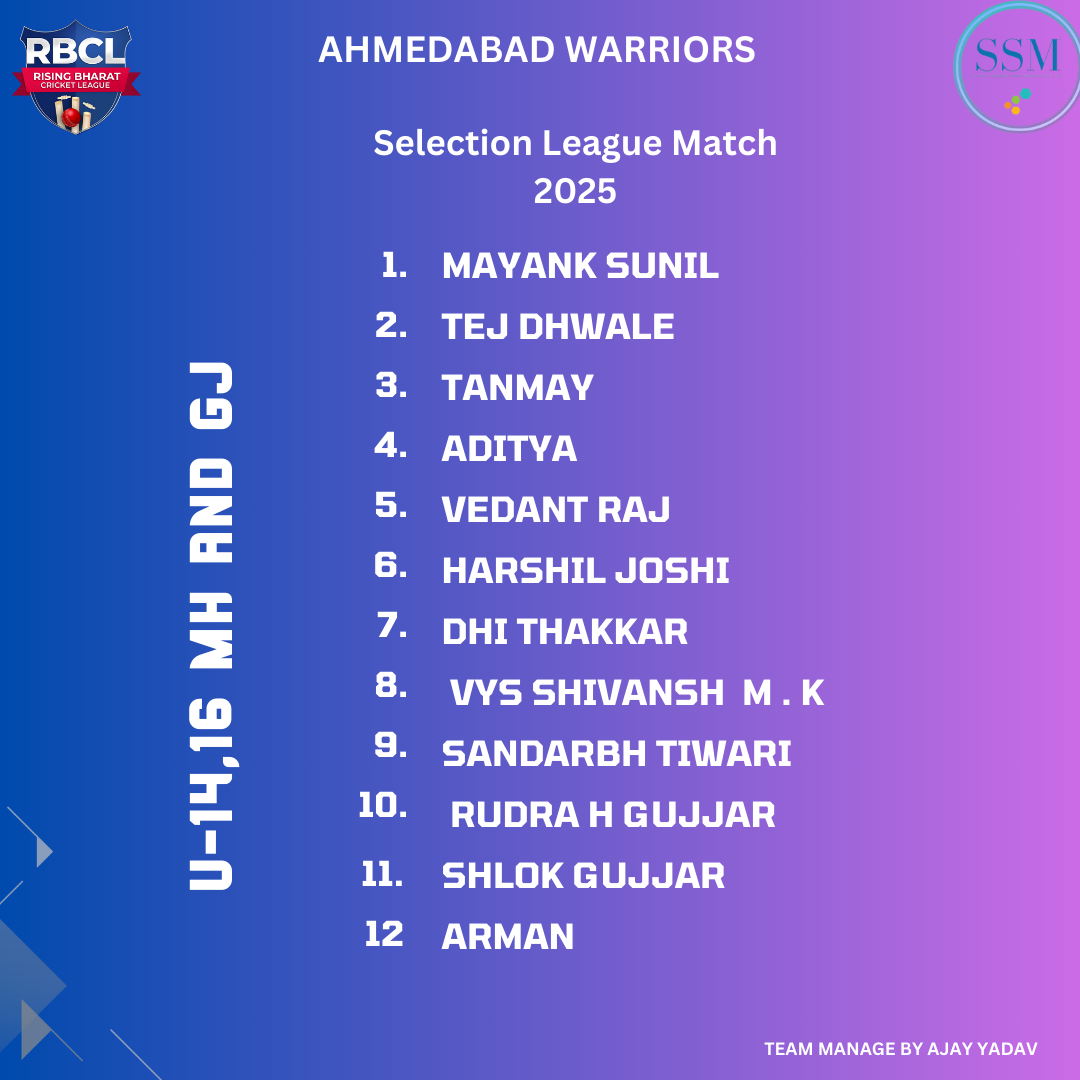 RBCL
RISING BHARAT
CRICKET LEAGUE
AHMEDABAD WARRIORS
SSM
Selection League Match
2025
U-14,16 MH AND GJ
1. MAYANK SUNIL
2. TEJ DHWALE
3. TANMAY
4. ADITYA
5. VEDANT RAJ
6. HARSHIL JOSHI
7. DHI THAKKAR
8. VYS SHIVANSH M . K
9. SANDARBH TIWARI
10. RUDRA H GUJJAR
11. SHLOK GUJJAR
12 ARMAN
TEAM MANAGE BY AJAY YADAV